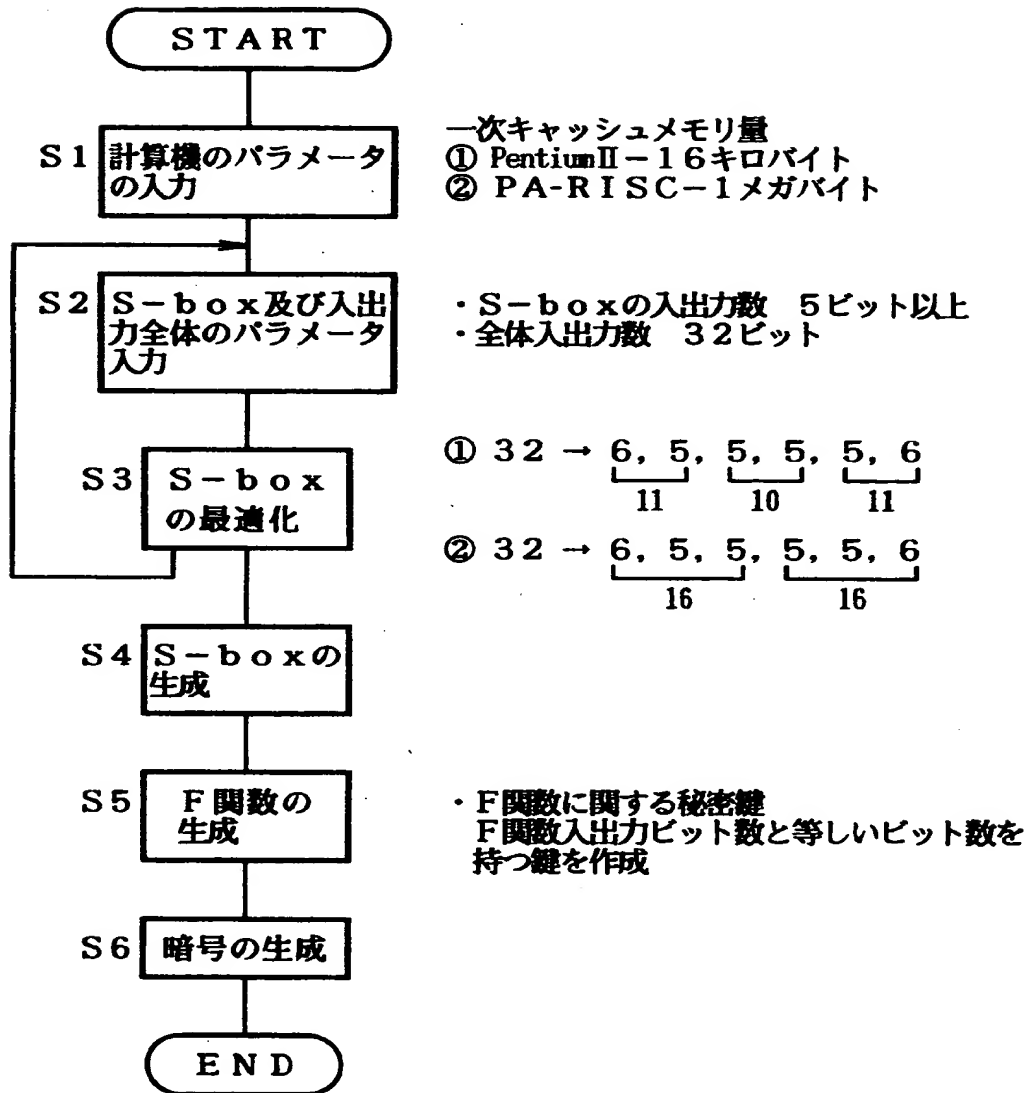 START
S1
計算機のパラメータ
の入力
一次キャッシュメモリ量
① PentiumⅡ－16キロバイト
② PA-RISC－1メガバイト
S2
S－box及び入出
力全体のパラメータ
入力
・S－boxの入出力数 5ビット以上
・全体入出力数 32ビット
S3
S－box
の最適化
① 32 → 6, 5, 5, 5, 5, 6
11 10 11
② 32 → 6, 5, 5, 5, 5, 6
16 16
S4
S－boxの
生成
S5
F関数の
生成
・F関数に関する秘密鍵
F関数入出力ビット数と等しいビット数を
持つ鍵を作成
S6
暗号の生成
END